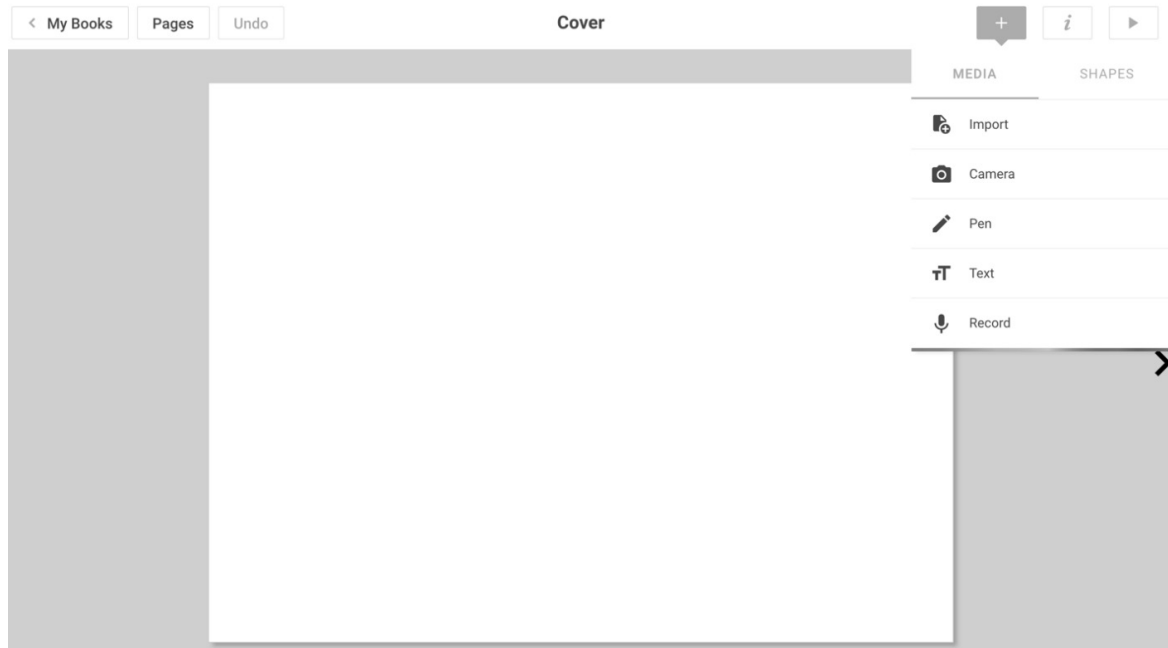 My Books Pages Undo Cover + i
MEDIA SHAPES
Import
Camera
Pen
Text
Record